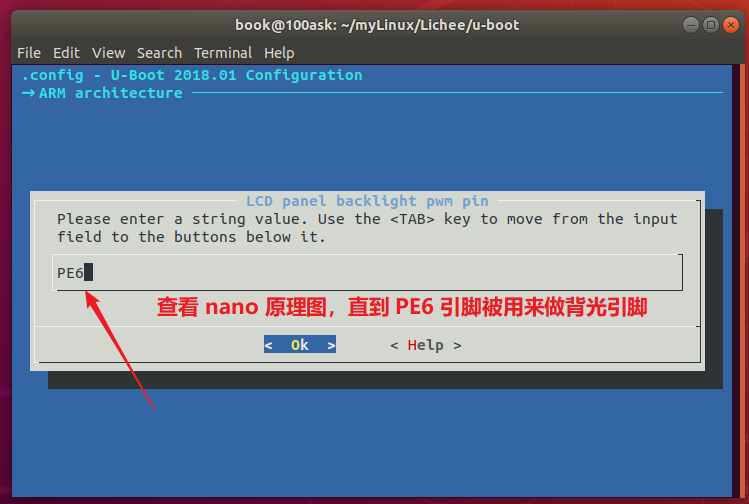 book@100ask: ~/myLinux/Lichee/u-boot
File Edit View Search Terminal Help
.config - U-Boot 2018.01 Configuration
→ ARM architecture
LCD panel backlight pwm pin
Please enter a string value. Use the <TAB> key to move from the input
field to the buttons below it.
PE6
查看 nano 原理图，直到 PE6 引脚被用来做背光引脚
< Ok > < Help >